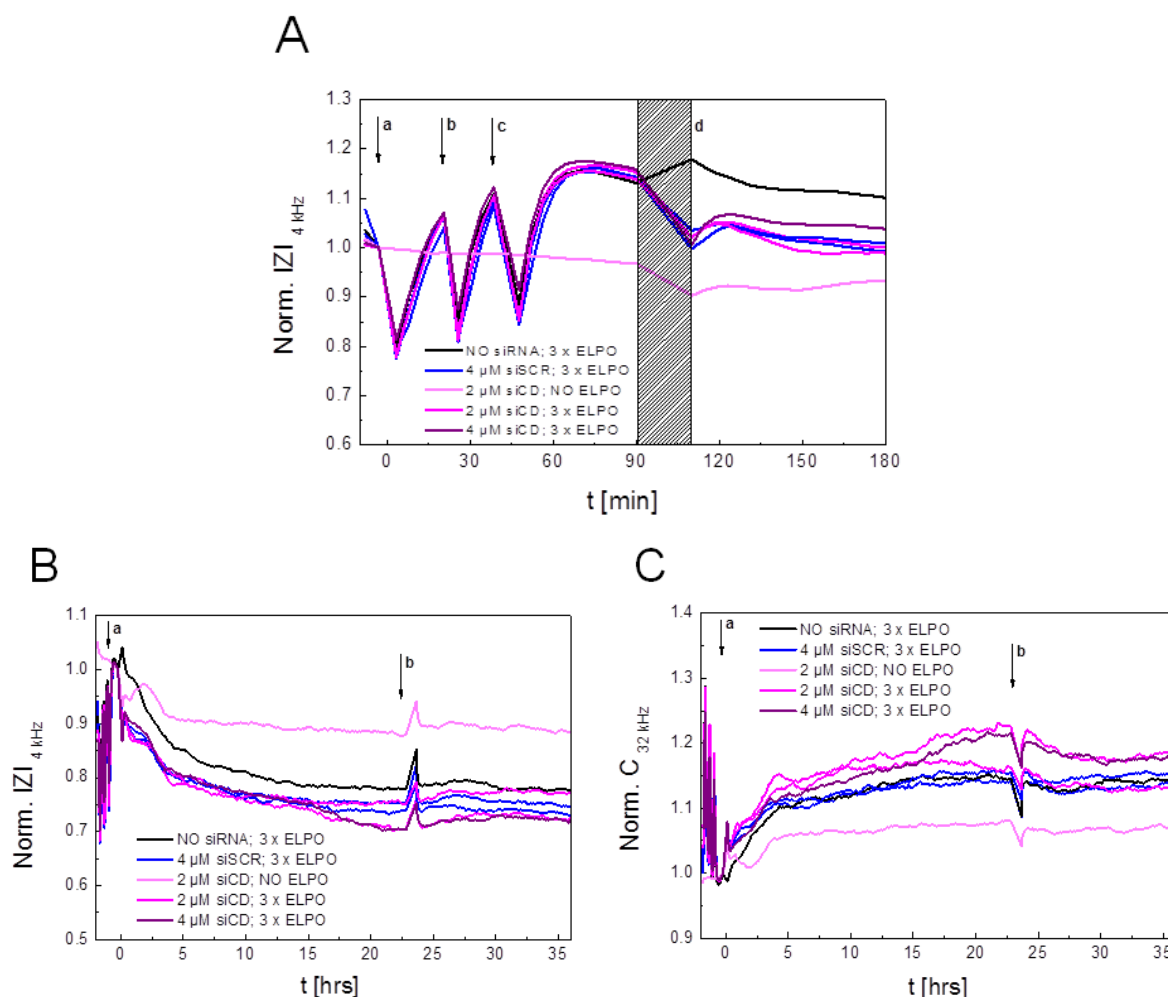 A
Norm. IZI 4 kHz
1.3
1.2
1.1
1.0
0.9
0.8
0.7
0.6
a
b
c
d
NO siRNA; 3 x ELPO
4 µM siSCR; 3 x ELPO
2 µM siCD; NO ELPO
2 µM siCD; 3 x ELPO
4 µM siCD; 3 x ELPO
0 30 60 90 120 150 180
t [min]
B
Norm. IZI 4 kHz
1.1
1.0
0.9
0.8
0.7
0.6
0.5
a
b
NO siRNA; 3 x ELPO
4 µM siSCR; 3 x ELPO
2 µM siCD; NO ELPO
2 µM siCD; 3 x ELPO
4 µM siCD; 3 x ELPO
0 5 10 15 20 25 30 35
t [hrs]
C
Norm. C 32 kHz
1.4
1.3
1.2
1.1
1.0
0.9
a
b
NO siRNA; 3 x ELPO
4 µM siSCR; 3 x ELPO
2 µM siCD; NO ELPO
2 µM siCD; 3 x ELPO
4 µM siCD; 3 x ELPO
0 5 10 15 20 25 30 35
t [hrs]